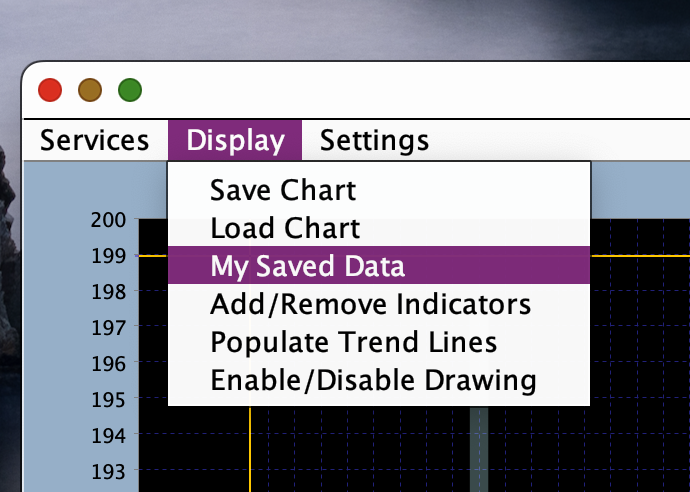 Services Display Settings
Save Chart
Load Chart
My Saved Data
Add/Remove Indicators
Populate Trend Lines
Enable/Disable Drawing
200
199
198
197
196
195
194
193